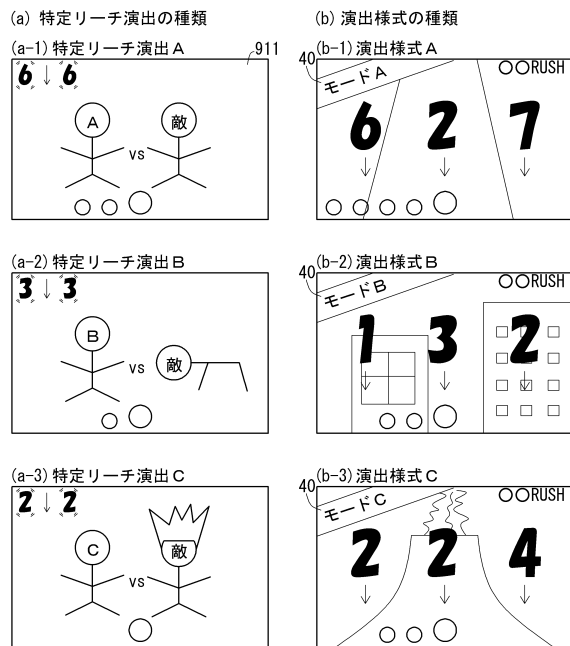 (a) 特定リーチ演出の種類
(a-1)特定リーチ演出A
911
6 ↓ 6
A
敵
vs
(a-2)特定リーチ演出B
3 ↓ 3
B
vs
敵
(a-3)特定リーチ演出C
2 ↓ 2
C
敵
vs
(b) 演出様式の種類
(b-1)演出様式A
40
モードA
○○RUSH
6 2 7
↓ ↓ ↓
(b-2)演出様式B
40
モードB
○○RUSH
1 3 2
↓ ↓ ↓
(b-3)演出様式C
40
モードC
○○RUSH
2 2 4
↓ ↓ ↓